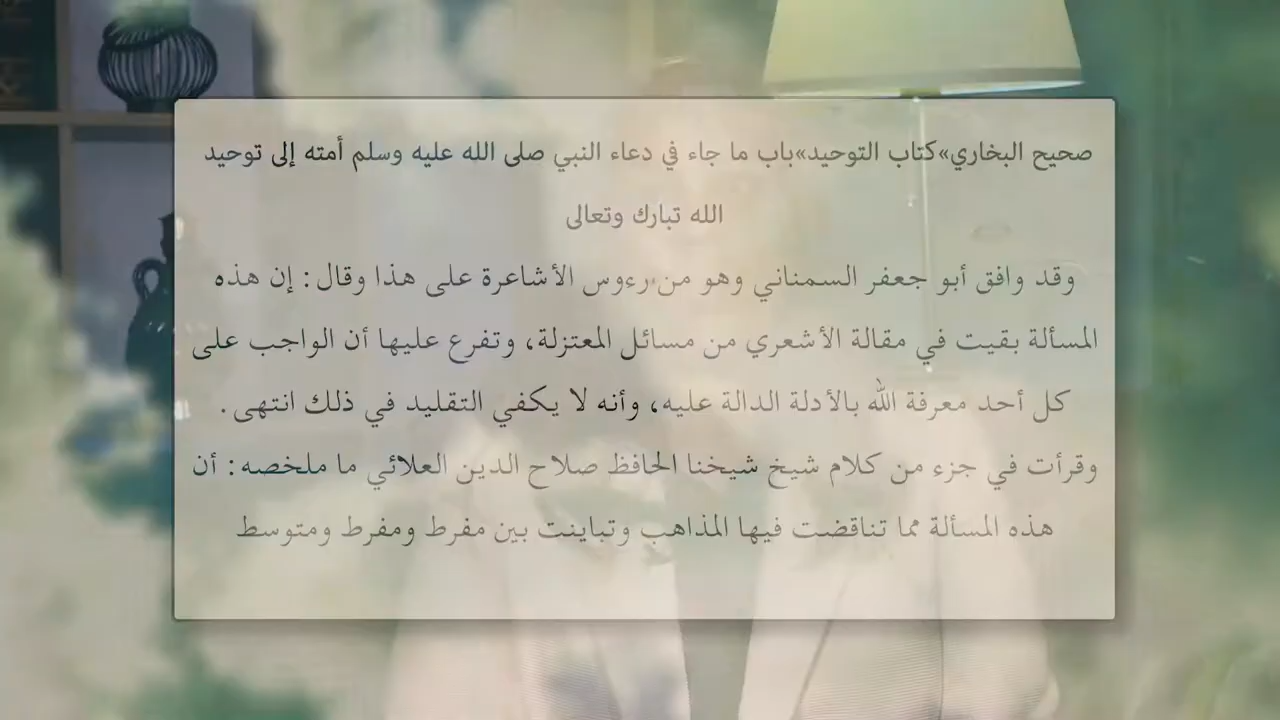 صحيح البخاري»كتاب التوحيد»باب ما جاء في دعاء النبي صلى الله عليه وسلم أمته إلى توحيد
الله تبارك وتعالى
وقد وافق أبو جعفر السمناني وهو من رءوس الأشاعرة على هذا وقال : إن هذه
المسألة بقيت في مقالة الأشعري من مسائل المعتزلة، وتفرع عليها أن الواجب على
كل أحد معرفة الله بالأدلة الدالة عليه، وأنه لا يكفي التقليد في ذلك انتهى .
وقرأت في جزء من كلام شيخ شيخنا الحافظ صلاح الدين العلائي ما ملخصه : أن
هذه المسألة مما تناقضت فيها المذاهب وتباينت بين مفرط ومفرط ومتوسط